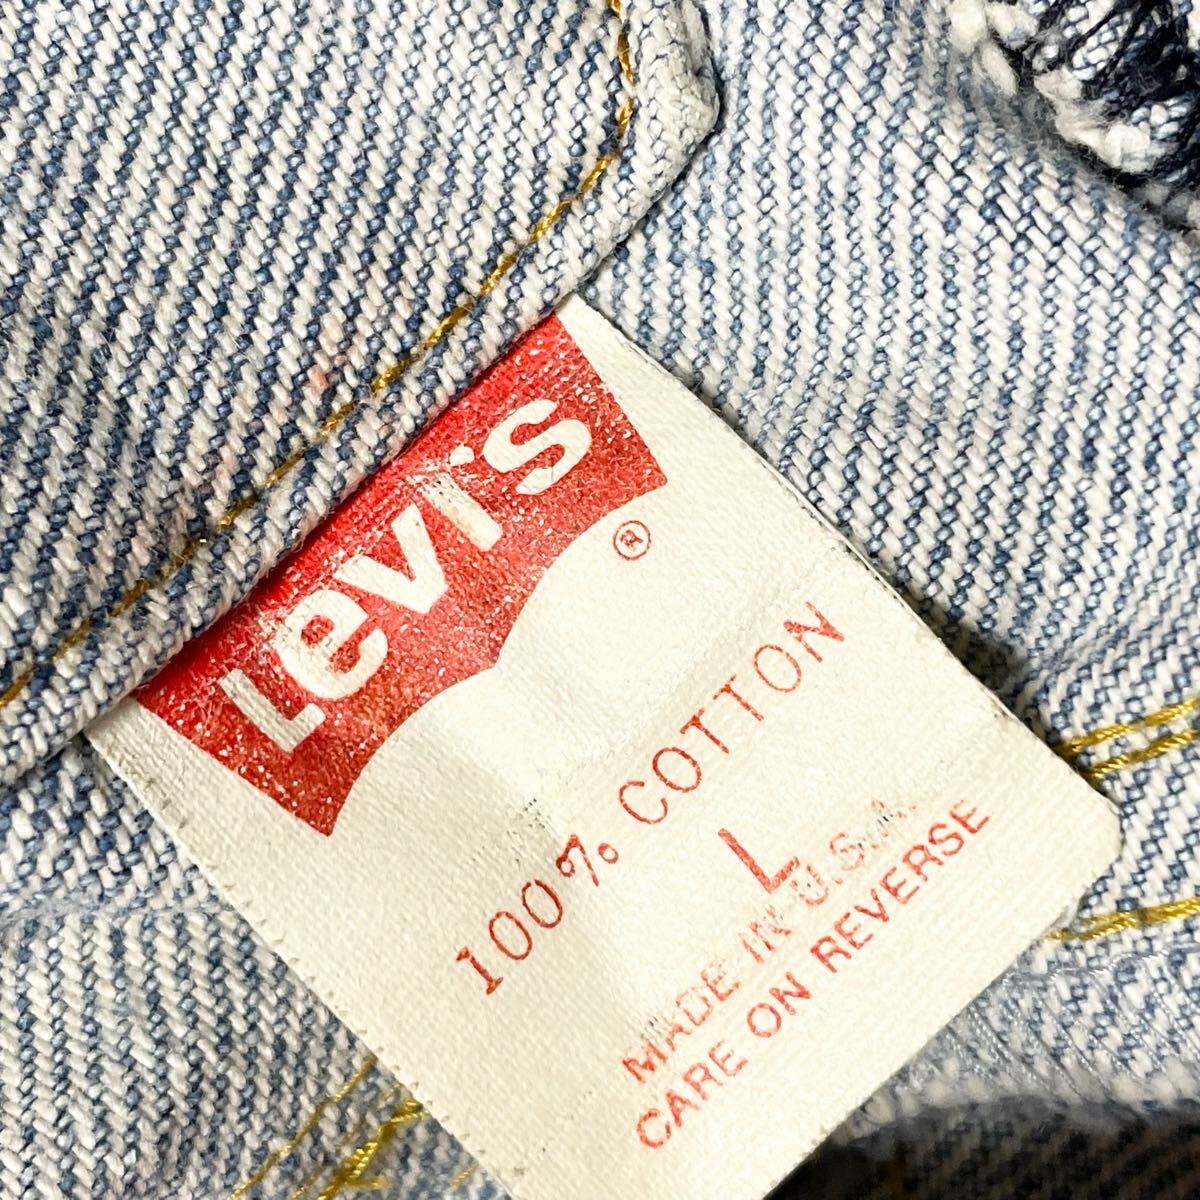 Levi's ®
100% COTTON
L
MADE IN U.S.A.
CARE ON REVERSE